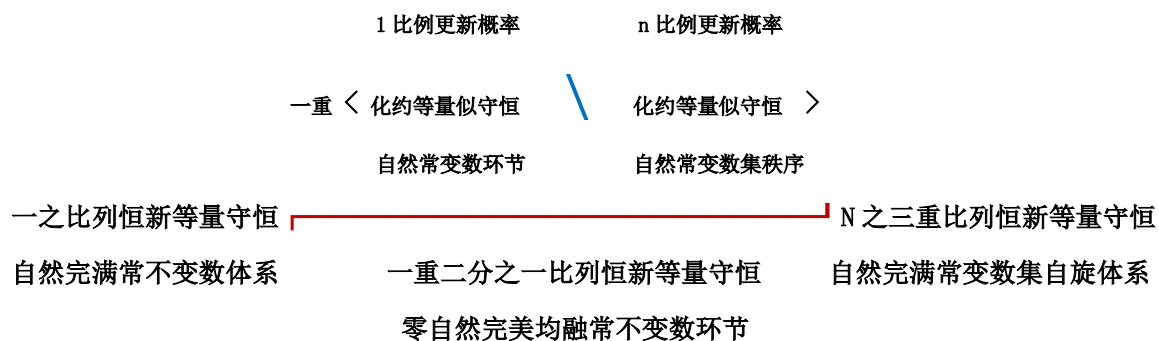 1 比例更新概率 n 比例更新概率
一重 < 化约等量似守恒 \ 化约等量似守恒 >
自然常变数环节 自然常变数集秩序
一之比列恒新等量守恒 N 之三重比列恒新等量守恒
自然完满常不变数体系 一重二分之一比列恒新等量守恒 自然完满常变数集自旋体系
零自然完美均融常不变数环节